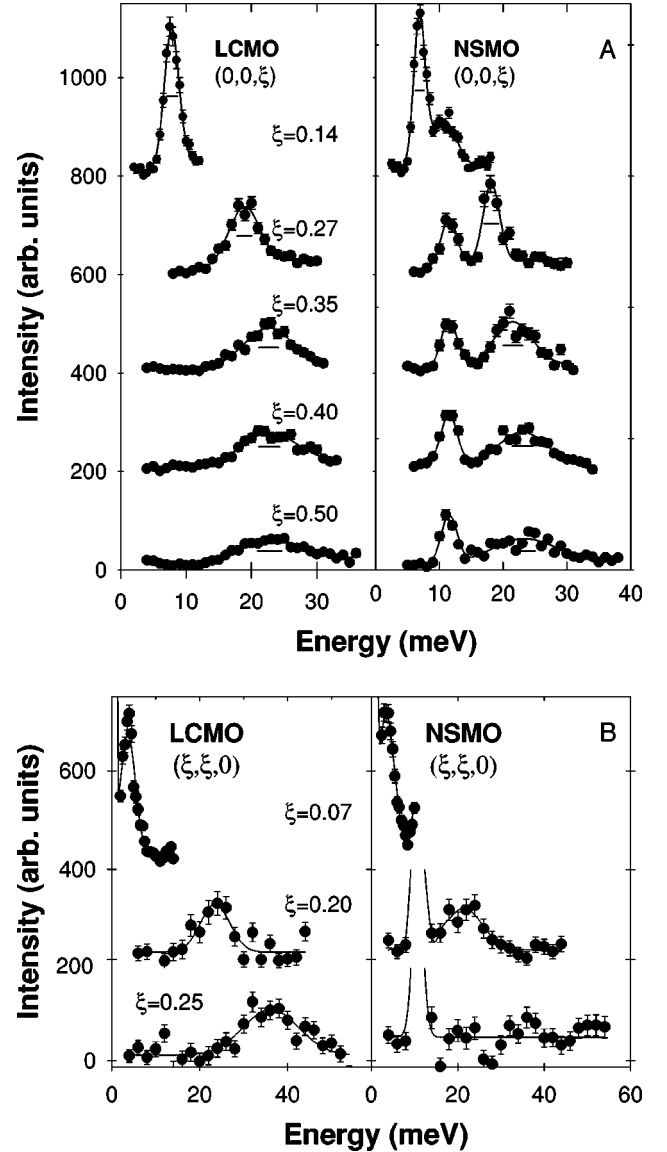 LCMO
(0,0,ξ)
NSMO
(0,0,ξ)
A
ξ=0.14
ξ=0.27
ξ=0.35
ξ=0.40
ξ=0.50
1000
800
600
400
200
0
Intensity (arb. units)
0 10 20 30
0 10 20 30 40
Energy (meV)
LCMO
(ξ,ξ,0)
NSMO
(ξ,ξ,0)
B
ξ=0.07
ξ=0.20
ξ=0.25
600
400
200
0
Intensity (arb. units)
0 20 40
0 20 40 60
Energy (meV)